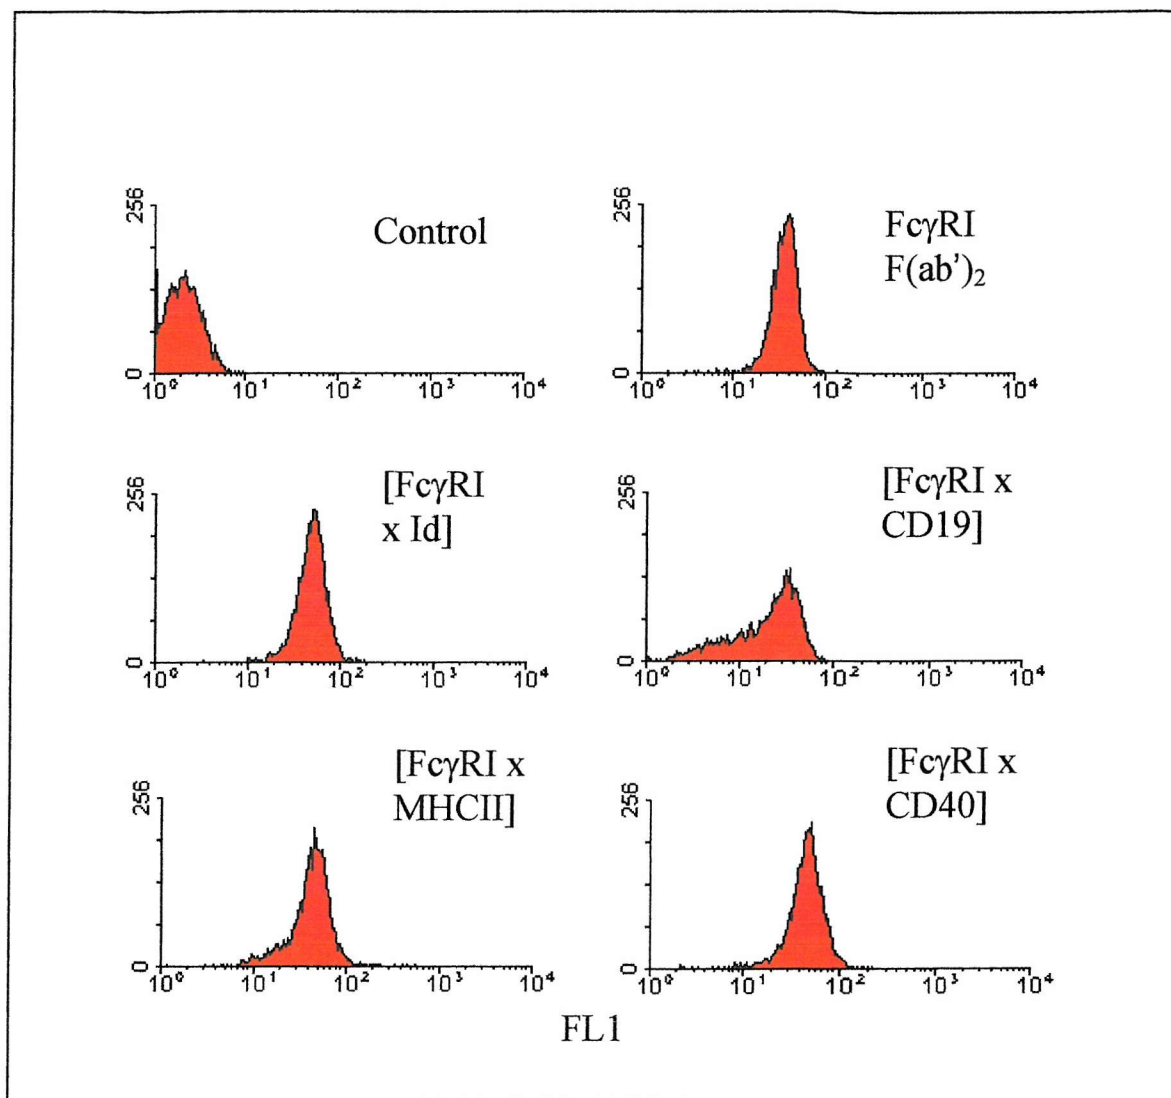 256
Control
0
10⁰ 10¹ 10² 10³ 10⁴
256
FcγRI
F(ab')₂
0
10⁰ 10¹ 10² 10³ 10⁴
256
[FcγRI
x Id]
0
10⁰ 10¹ 10² 10³ 10⁴
256
[FcγRI x
CD19]
0
10⁰ 10¹ 10² 10³ 10⁴
256
[FcγRI x
MHCII]
0
10⁰ 10¹ 10² 10³ 10⁴
256
[FcγRI x
CD40]
0
10⁰ 10¹ 10² 10³ 10⁴
FL1